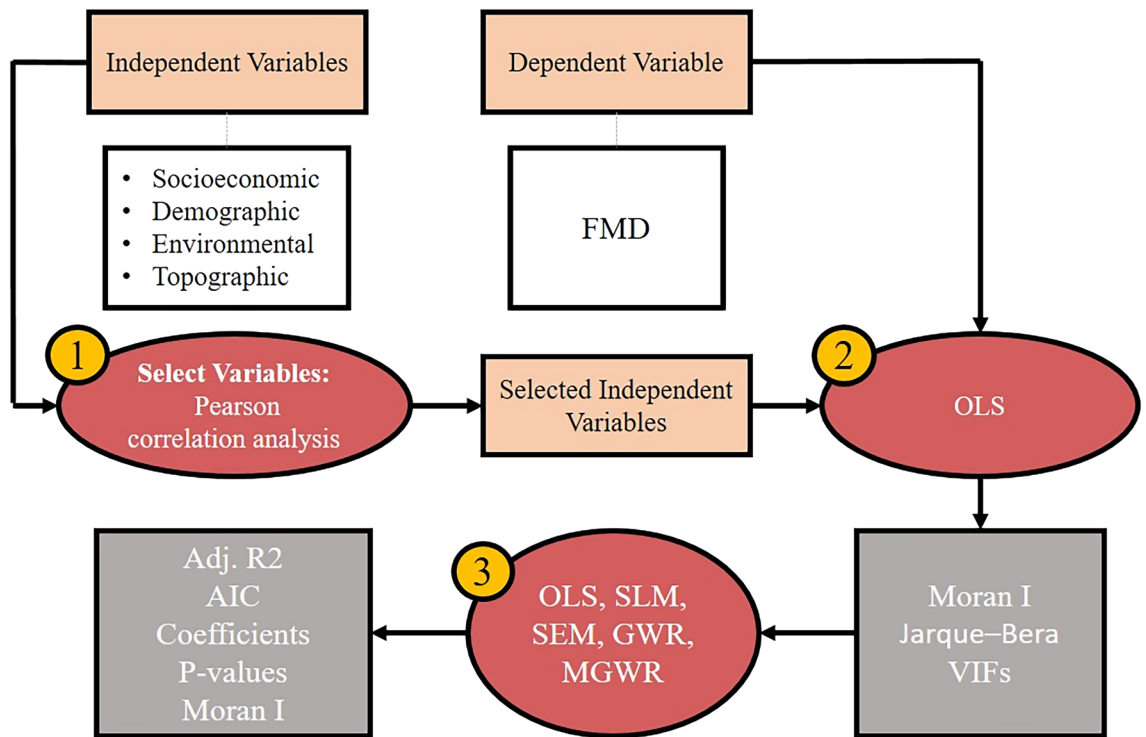 Independent Variables
Dependent Variable
• Socioeconomic
• Demographic
• Environmental
• Topographic
FMD
1
Select Variables:
Pearson
correlation analysis
Selected Independent
Variables
2
OLS
Adj. R2
AIC
Coefficients
P-values
Moran I
3
OLS, SLM,
SEM, GWR,
MGWR
Moran I
Jarque–Bera
VIFs